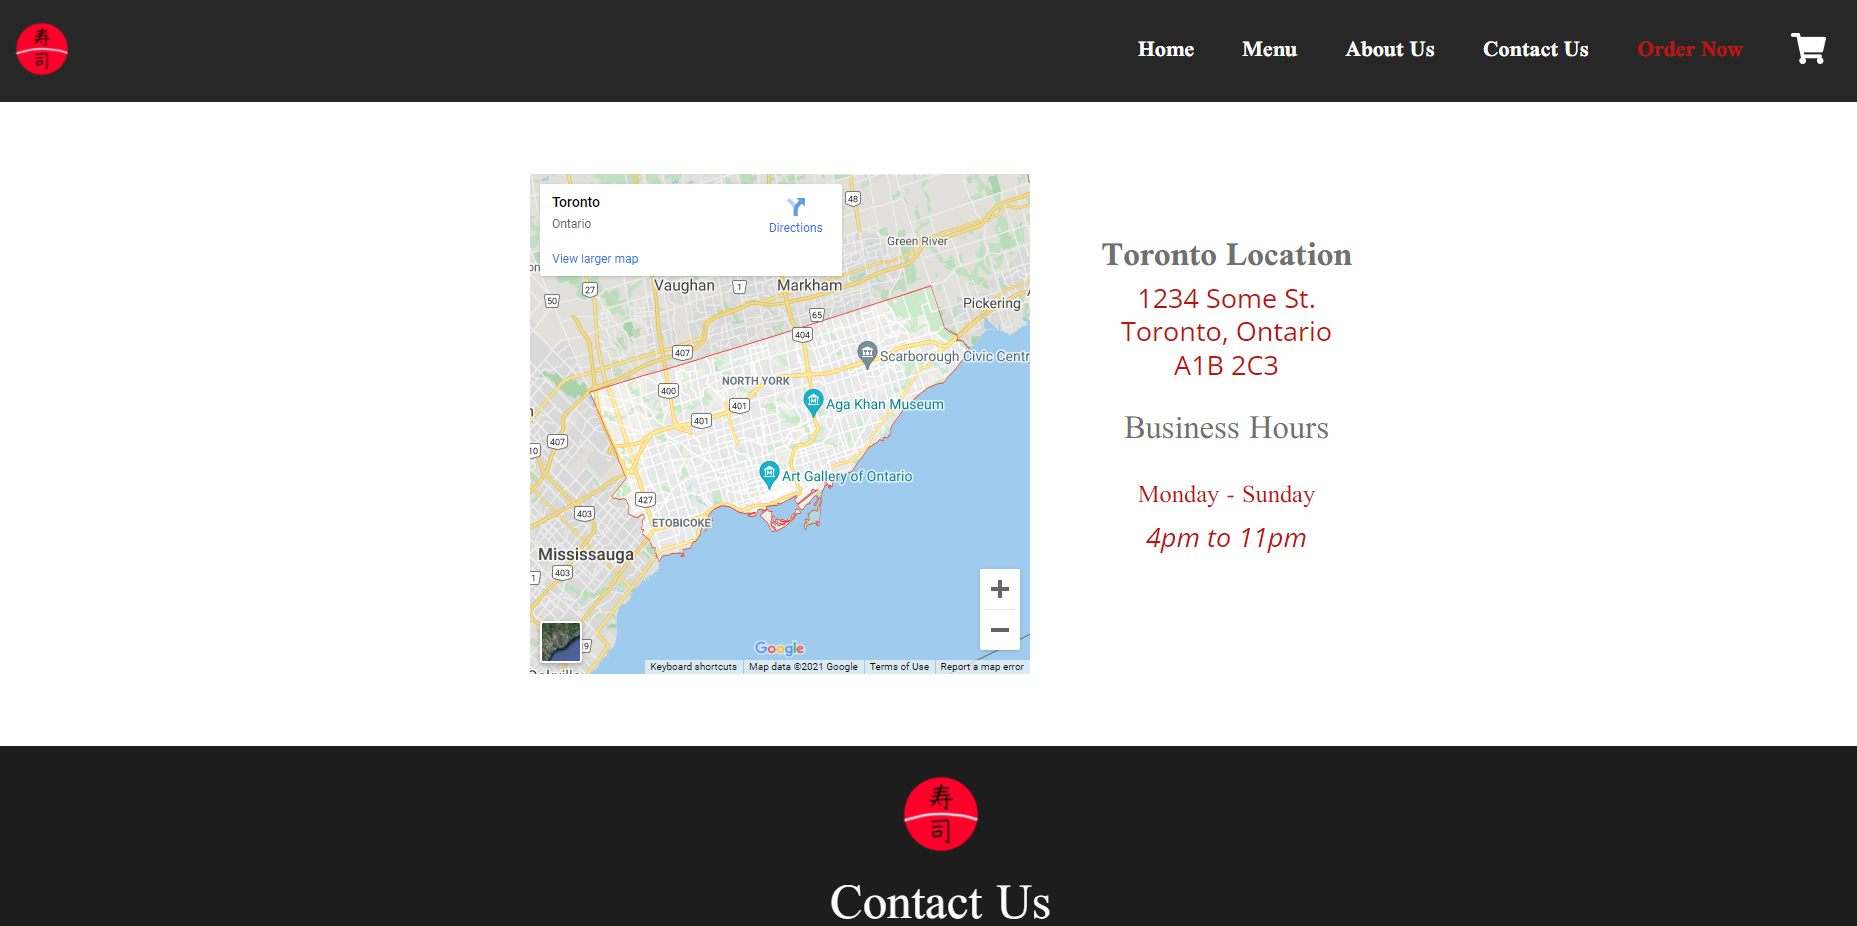 寿
司
Home
Menu
About Us
Contact Us
Order Now
Toronto
Ontario
Directions
View larger map
48
Green River
27
50
Vaughan
1
Markham
Pickering
65
404
407
Scarborough Civic Centr
NORTH YORK
400
401
Aga Khan Museum
401
407
10
Art Gallery of Ontario
427
403
ETOBICOKE
Mississauga
403
1
9
Google
Keyboard shortcuts
Map data ©2021 Google
Terms of Use
Report a map error
Toronto Location
1234 Some St.
Toronto, Ontario
A1B 2C3
Business Hours
Monday - Sunday
4pm to 11pm
寿
司
Contact Us